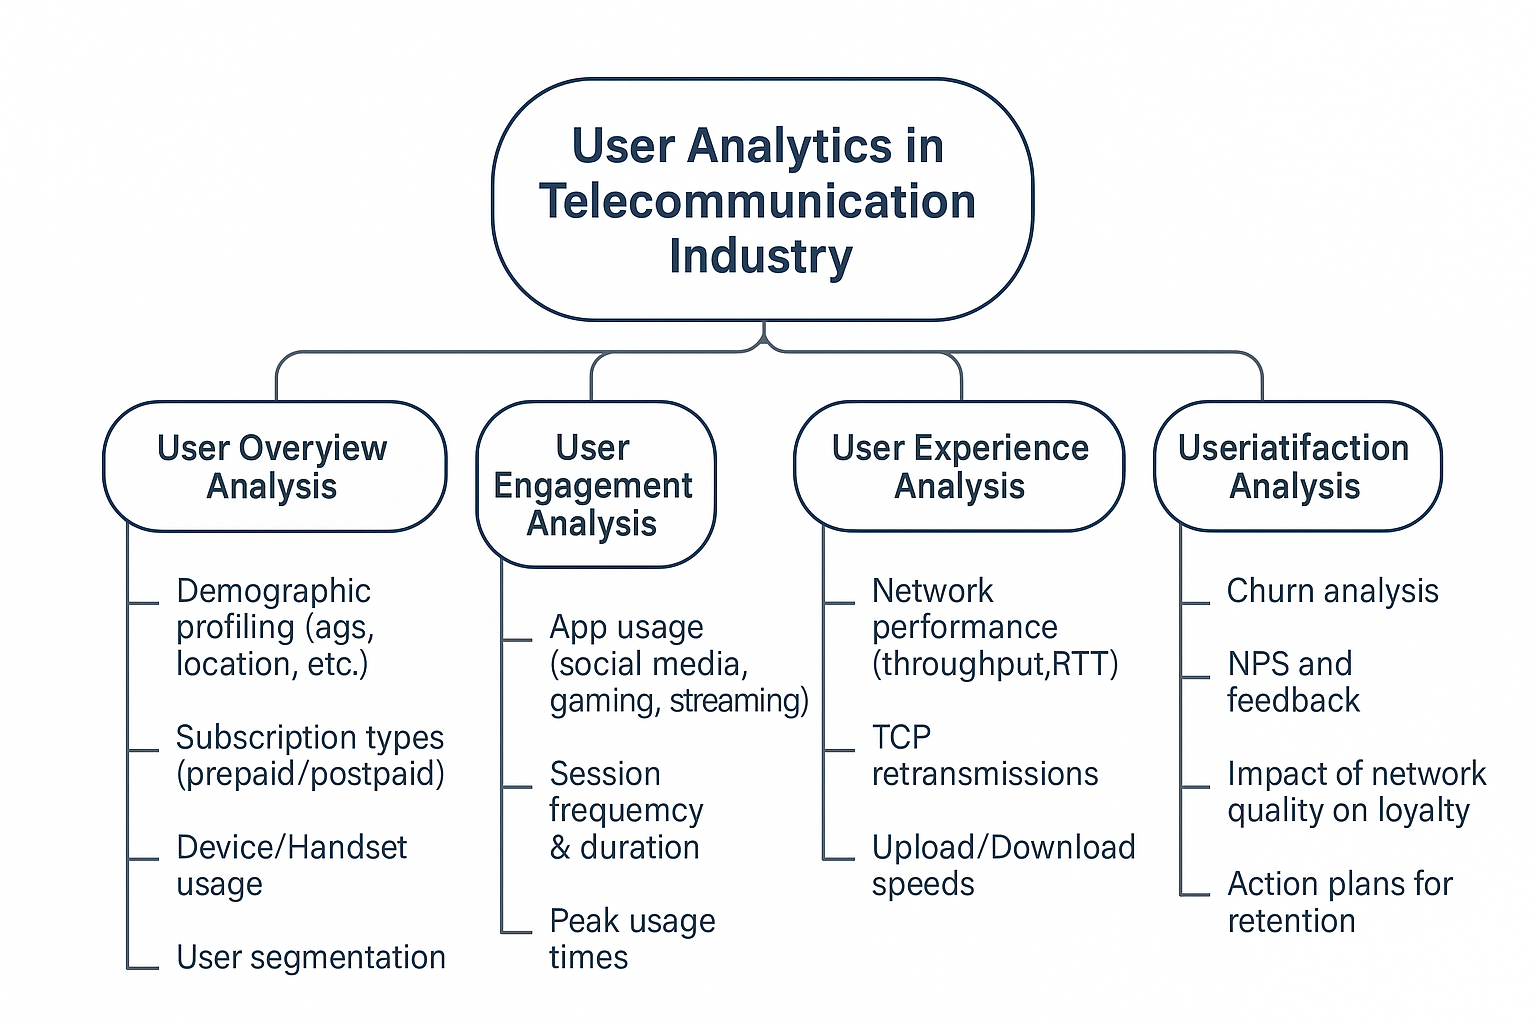 User Analytics in
Telecommunication
Industry
User Overyiew
Analysis
Demographic
profiling (ags,
location, etc.)
Subscription types
(prepaid/postpaid)
Device/Handset
usage
User segmentation
User
Engagement
Analysis
App usage
(social media,
gaming, streaming)
Session
frequemcy
& duration
Peak usage
times
User Experience
Analysis
Network
performance
(throughput,RTT)
TCP
retransmissions
Upload/Download
speeds
Useriatifaction
Analysis
Churn analysis
NPS and
feedback
Impact of network
quality on loyalty
Action plans for
retention